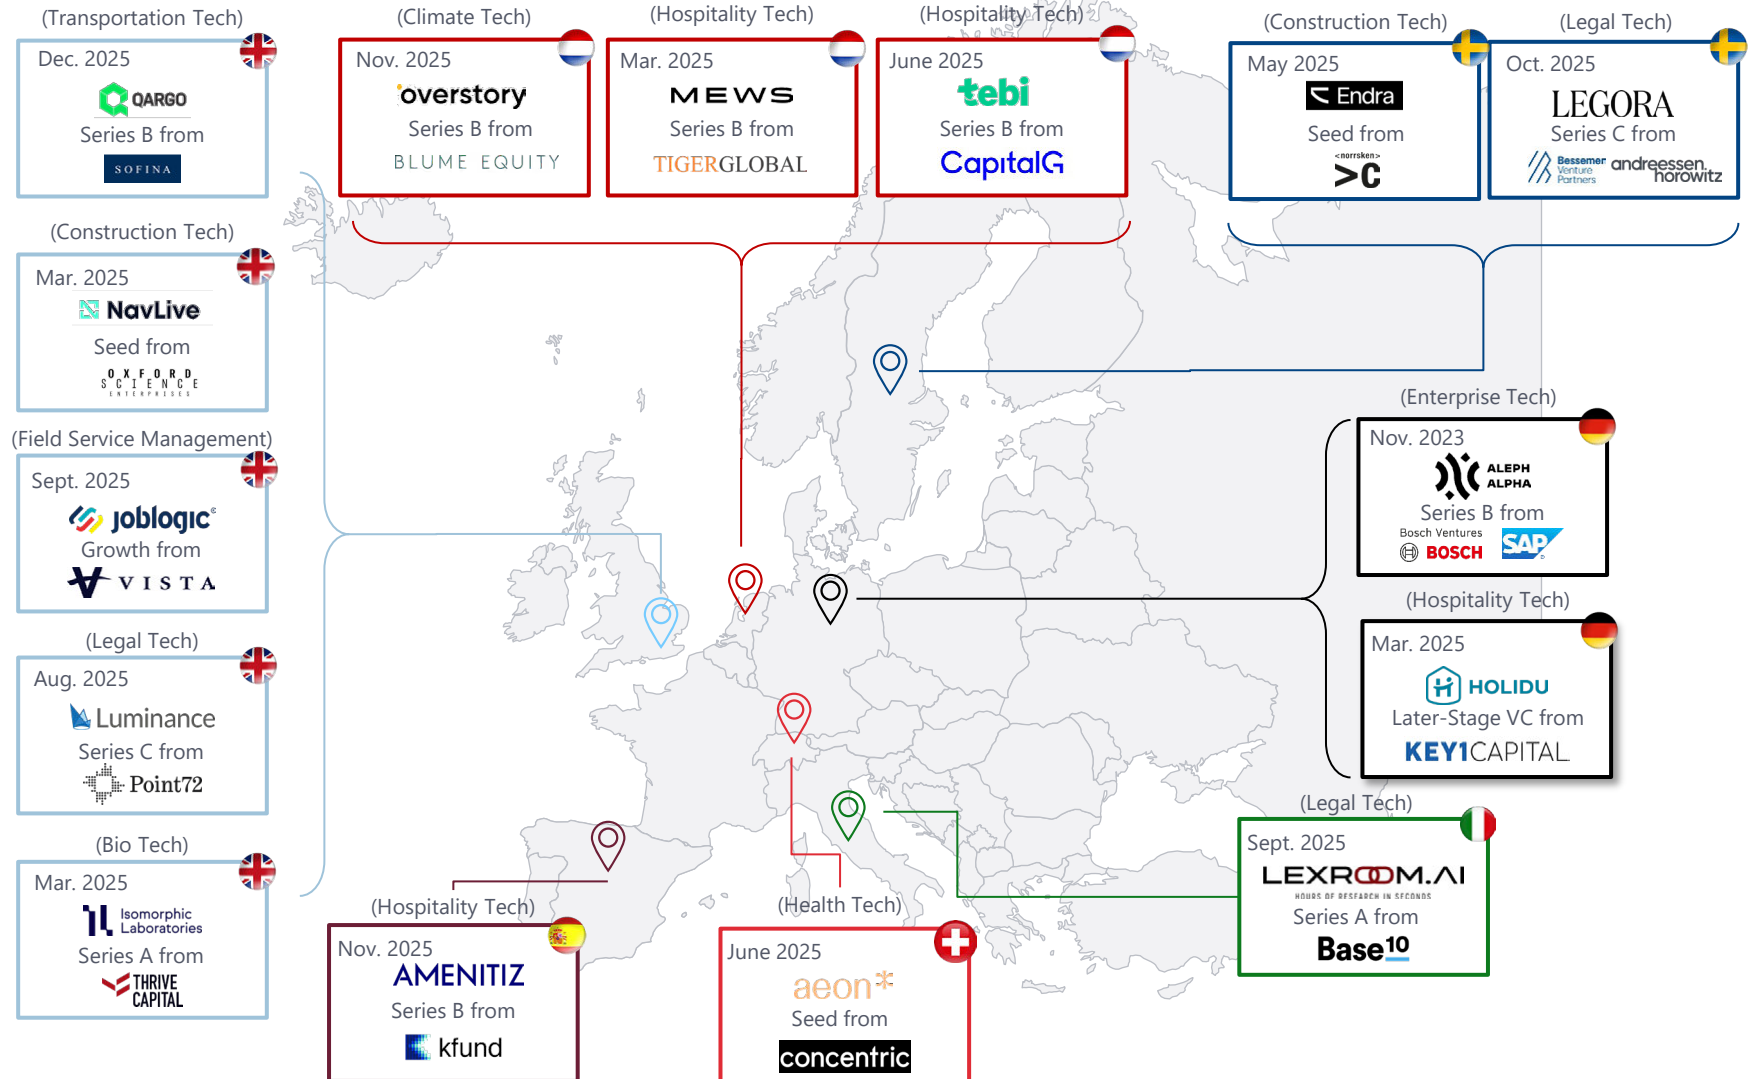 (Transportation Tech)
Dec. 2025
QARGO
Series B from
SOFINA
(Construction Tech)
Mar. 2025
NavLive
Seed from
OXFORD
SCIENCE
ENTERPRISES
(Field Service Management)
Sept. 2025
joblogic®
Growth from
VISTA
(Legal Tech)
Aug. 2025
Luminance
Series C from
Point72
(Bio Tech)
Mar. 2025
Isomorphic
Laboratories
Series A from
THRIVE
CAPITAL
(Climate Tech)
Nov. 2025
overstory
Series B from
BLUME EQUITY
(Hospitality Tech)
Mar. 2025
MEWS
Series B from
TIGERGLOBAL
(Hospitality Tech)
June 2025
tebi
Series B from
CapitalG
(Construction Tech)
May 2025
Endra
Seed from
<norrsken>
>C
(Legal Tech)
Oct. 2025
LEGORA
Series C from
Bessemer
Venture
Partners
andreessen.
horowitz
(Enterprise Tech)
Nov. 2023
ALEPH
ALPHA
Series B from
Bosch Ventures
BOSCH
SAP
(Hospitality Tech)
Mar. 2025
HOLIDU
Later-Stage VC from
KEY1CAPITAL
(Legal Tech)
Sept. 2025
LEXROOM.AI
HOURS OF RESEARCH IN SECONDS
Series A from
Base10
(Hospitality Tech)
Nov. 2025
AMENITIZ
Series B from
kfund
(Health Tech)
June 2025
aeon*
Seed from
concentric